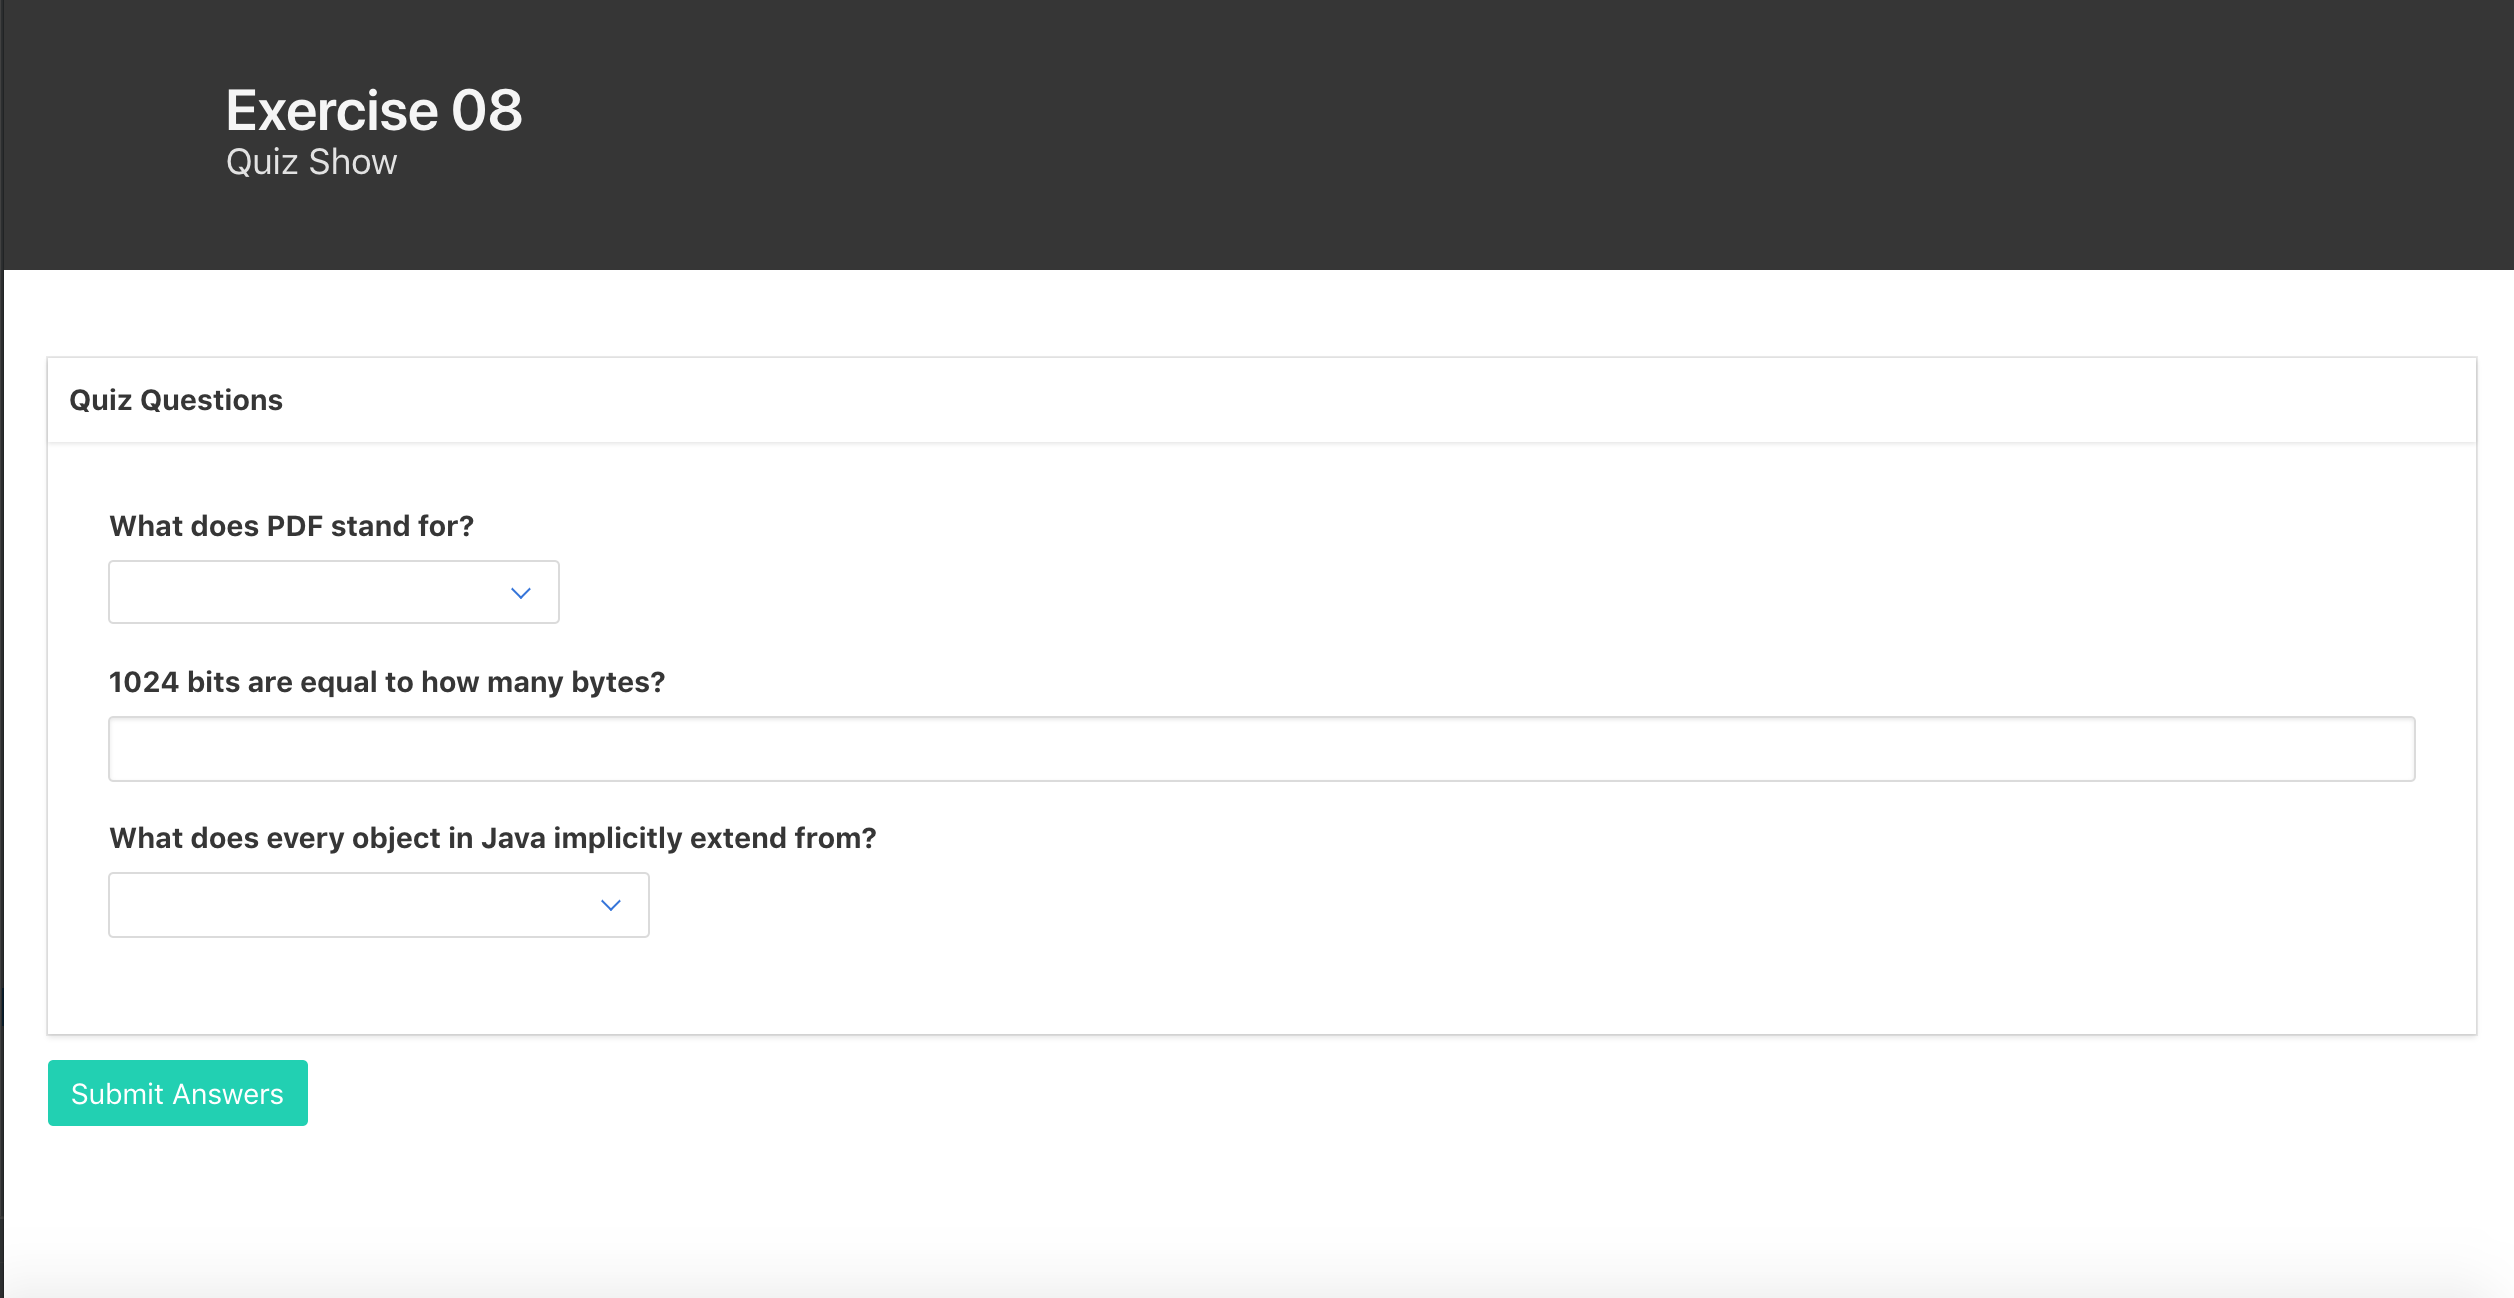 Exercise 08
Quiz Show
Quiz Questions
What does PDF stand for?
1024 bits are equal to how many bytes?
What does every object in Java implicitly extend from?
Submit Answers